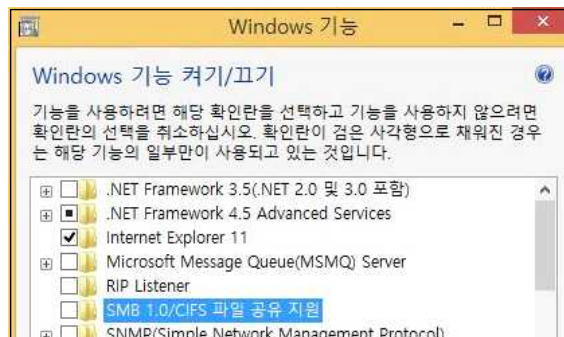 Windows 기능
Windows 기능 켜기/끄기
기능을 사용하려면 해당 확인란을 선택하고 기능을 사용하지 않으려면
확인란의 선택을 취소하십시오. 확인란이 검은 사각형으로 채워진 경우
는 해당 기능의 일부만이 사용되고 있는 것입니다.
.NET Framework 3.5(.NET 2.0 및 3.0 포함)
.NET Framework 4.5 Advanced Services
Internet Explorer 11
Microsoft Message Queue(MSMQ) Server
RIP Listener
SMB 1.0/CIFS 파일 공유 지원
SNMP(Simple Network Management Protocol)